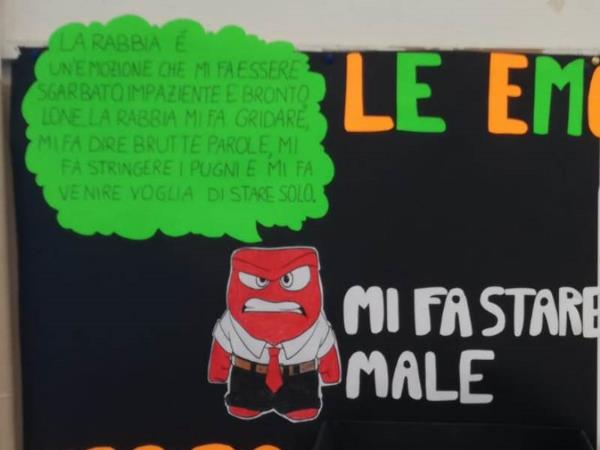 LA RABBIA É
UN'EMOZIONE CHE MI FA ESSERE
SGARBATO, IMPAZIENTE E BRONTO
LONE. LA RABBIA MI FA GRIDARE,
MI FA DIRE BRUTTE PAROLE, MI
FA STRINGERE I PUGNI E MI FA
VENIRE VOGLIA DI STARE SOLO.
LE EMO
MI FA STARE
MALE